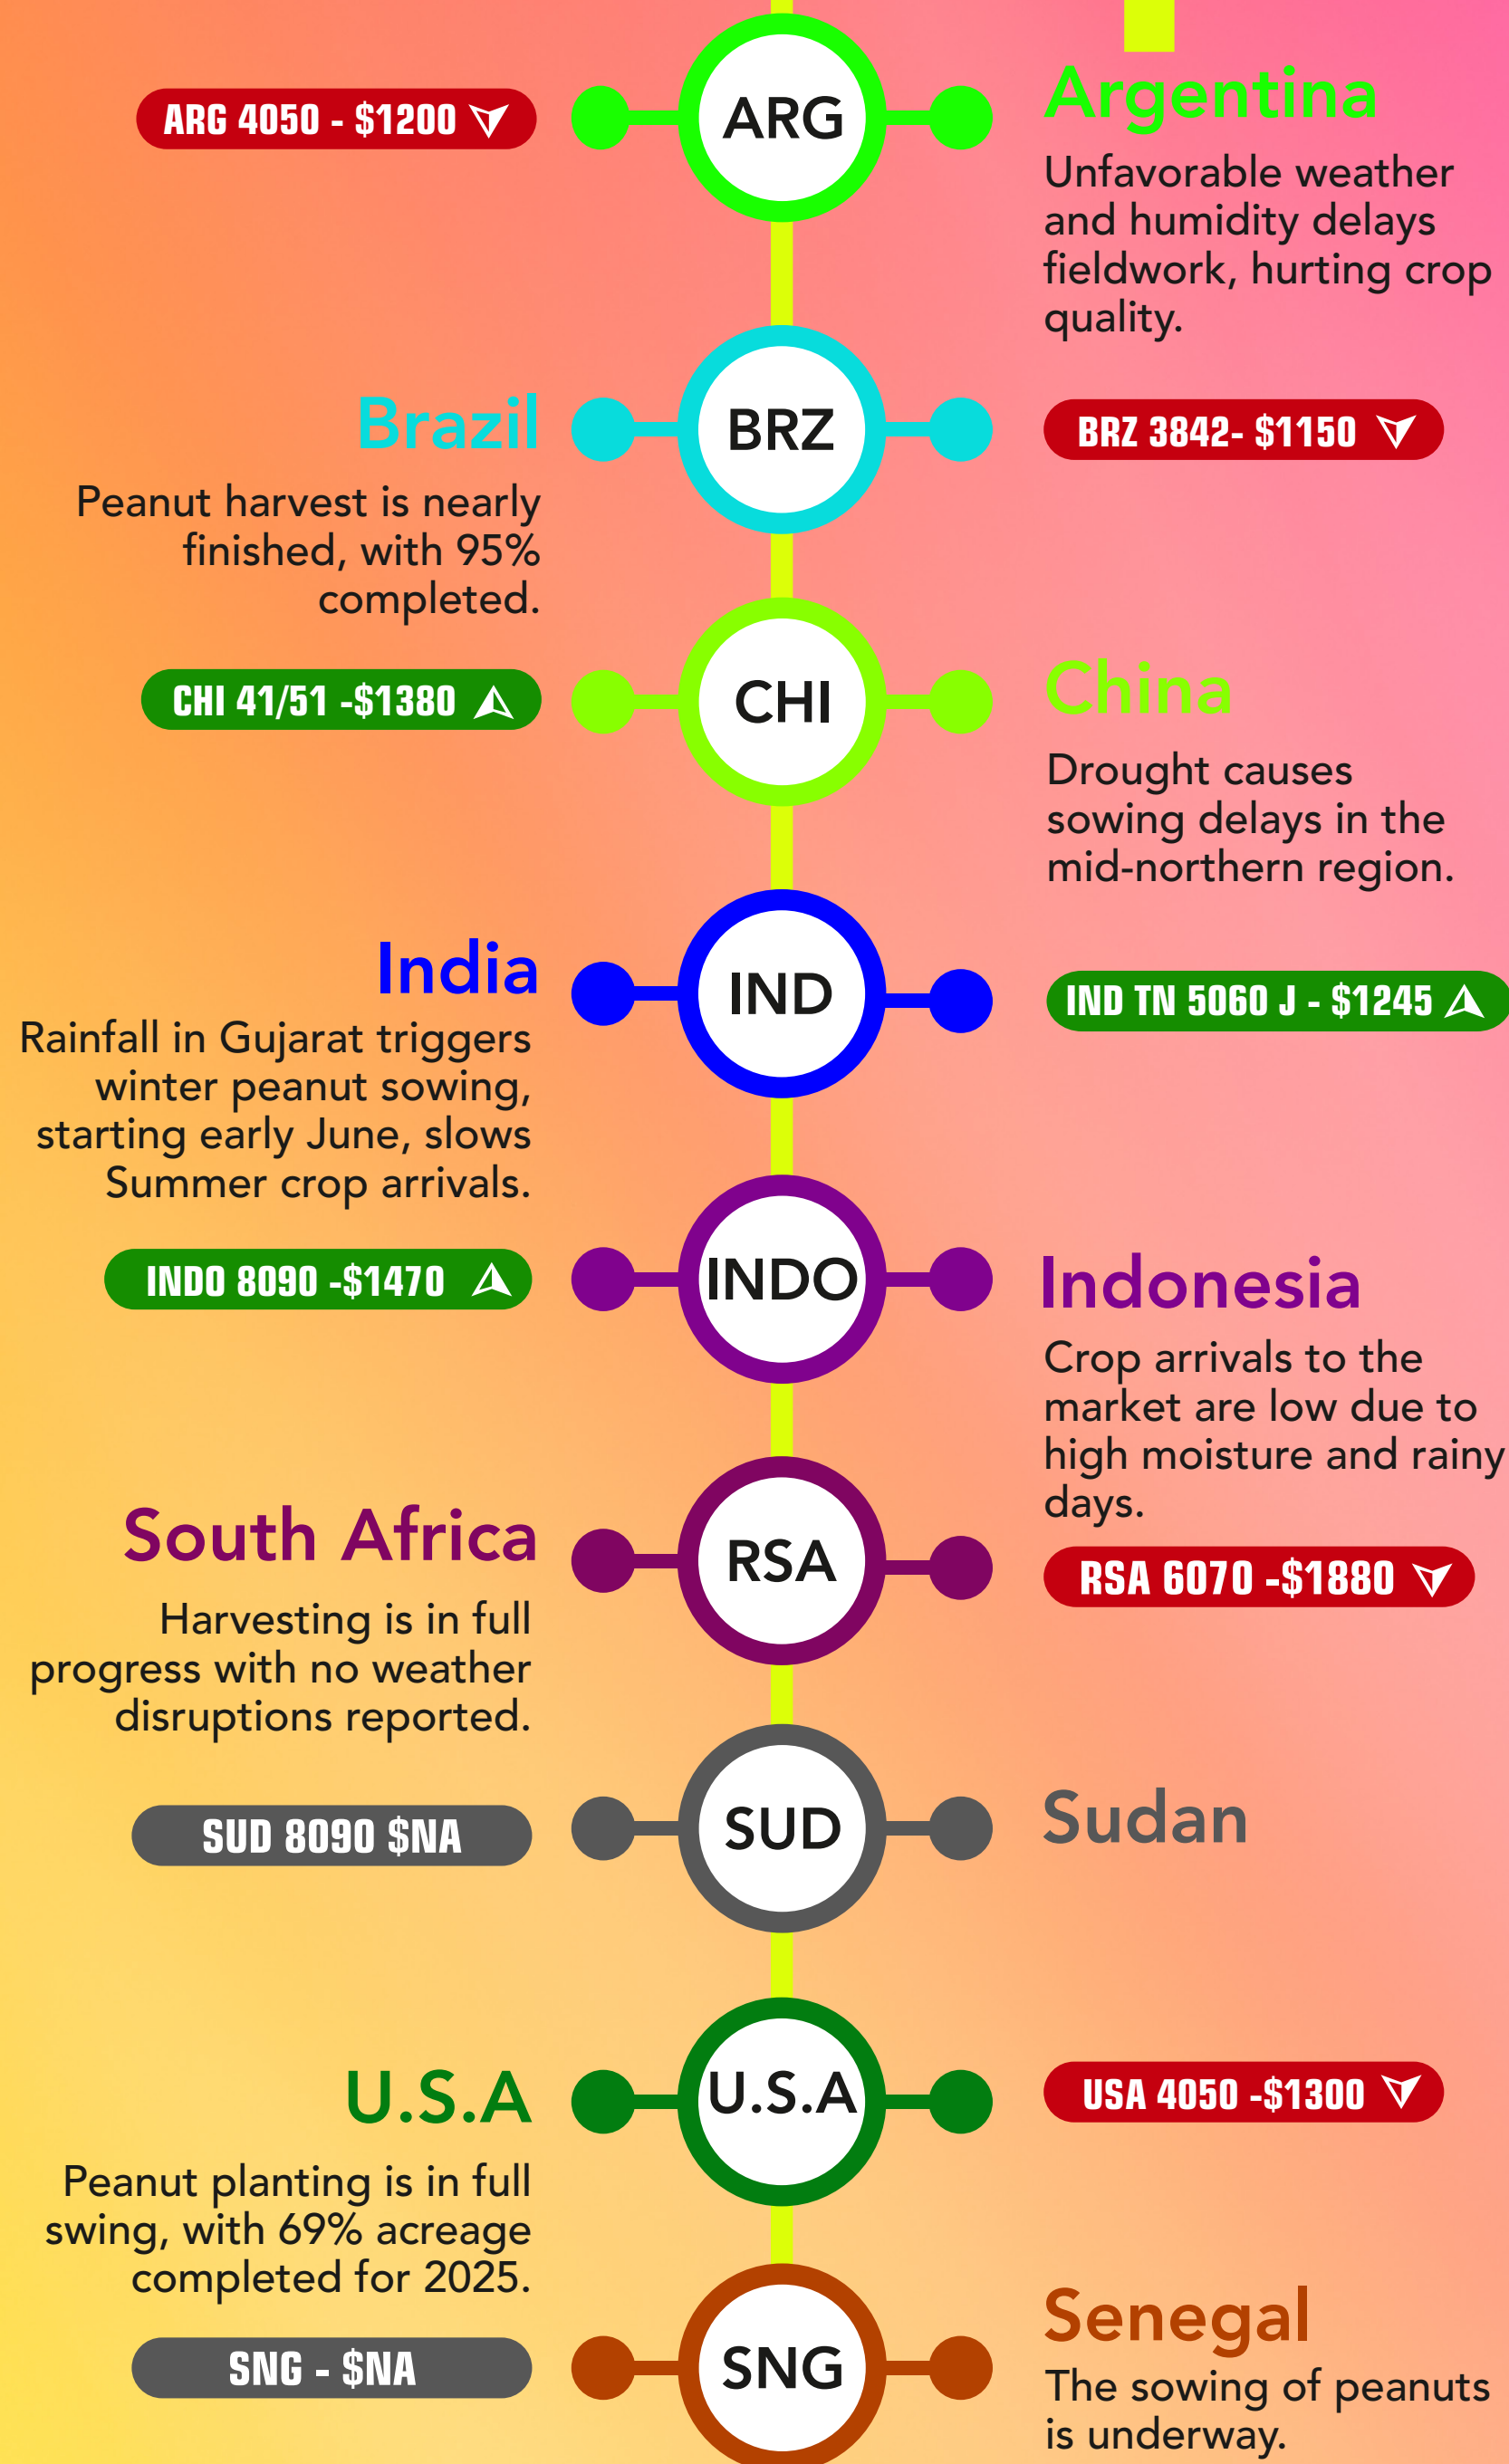 ARG 4050 - $1200
ARG
Argentina
Unfavorable weather
and humidity delays
fieldwork, hurting crop
quality.
Brazil
Peanut harvest is nearly
finished, with 95%
completed.
BRZ
BRZ 3842- $1150
CHI 41/51 -$1380
CHI
China
Drought causes
sowing delays in the
mid-northern region.
India
Rainfall in Gujarat triggers
winter peanut sowing,
starting early June, slows
Summer crop arrivals.
IND
IND TN 5060 J - $1245
INDO 8090 -$1470
INDO
Indonesia
Crop arrivals to the
market are low due to
high moisture and rainy
days.
South Africa
Harvesting is in full
progress with no weather
disruptions reported.
RSA
RSA 6070 -$1880
SUD 8090 $NA
SUD
Sudan
U.S.A
Peanut planting is in full
swing, with 69% acreage
completed for 2025.
U.S.A
USA 4050 -$1300
SNG - $NA
SNG
Senegal
The sowing of peanuts
is underway.